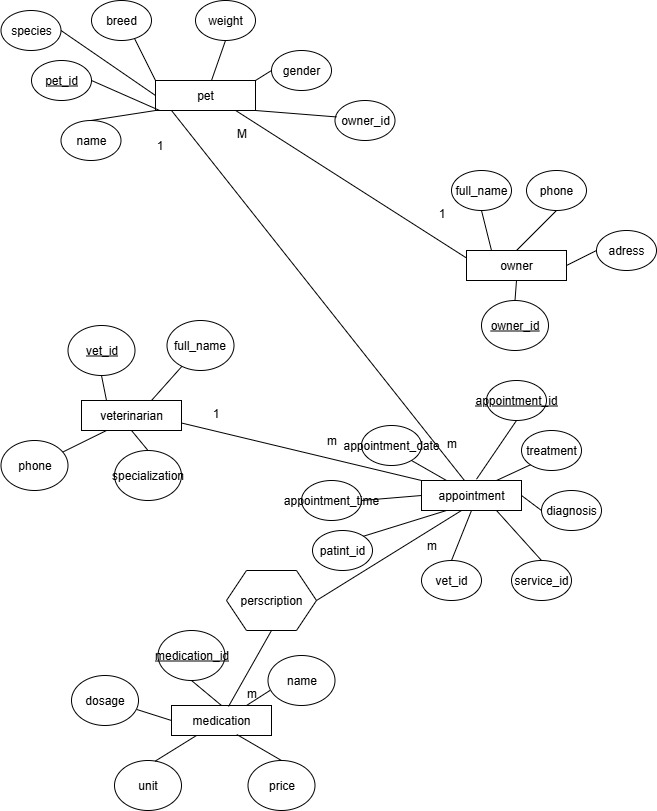 breed
weight
species
gender
pet_id
pet
owner_id
name
M
1
full_name
phone
1
adress
owner
owner_id
vet_id
full_name
appointment_id
veterinarian
1
m
appointment_date
m
treatment
phone
specialization
appointment
appointment_time
diagnosis
patint_id
m
vet_id
service_id
perscription
medication_id
name
m
dosage
medication
unit
price